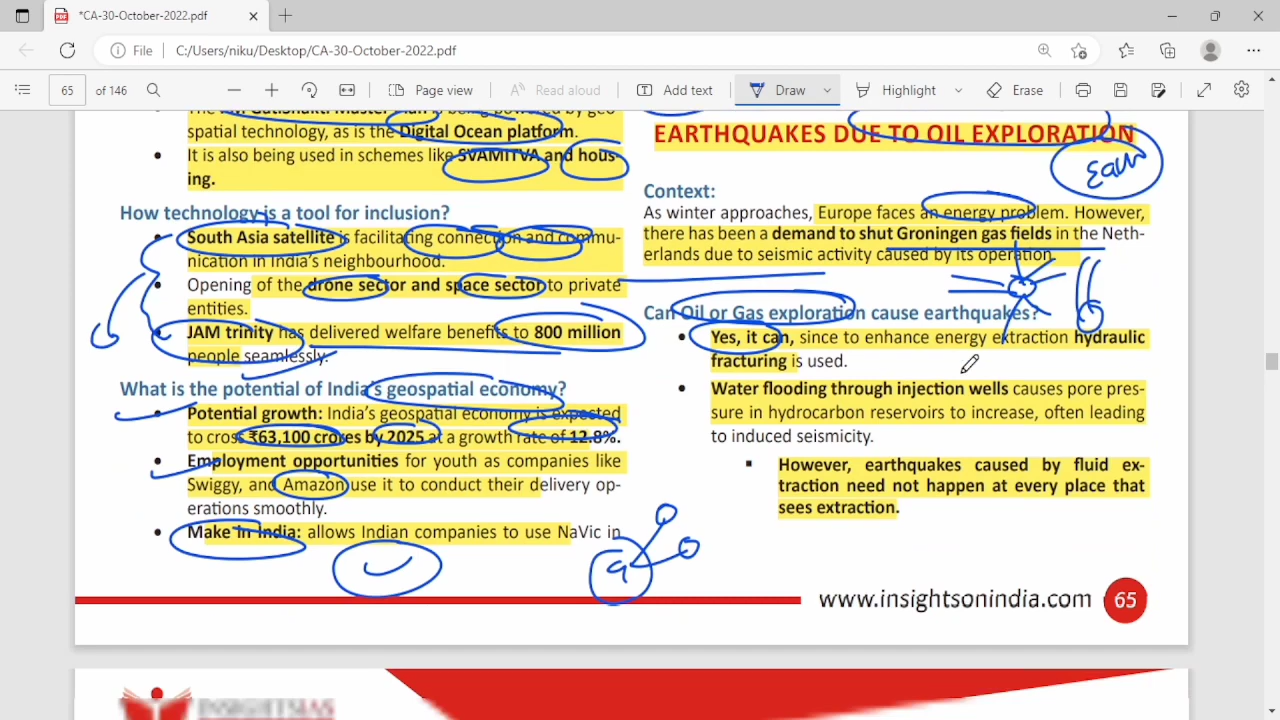 *CA-30-October-2022.pdf
File
C:/Users/niku/Desktop/CA-30-October-2022.pdf
65
of 146
Page view
Read aloud
Add text
Draw
Highlight
Erase
spatial technology, as is the Digital Ocean platform.
• It is also being used in schemes like SVAMITVA and hous-
ing.
How technology is a tool for inclusion?
• South Asia satellite is facilitating connection and commu-
nication in India's neighbourhood.
• Opening of the drone sector and space sector to private
entities.
• JAM trinity has delivered welfare benefits to 800 million
people seamlessly.
What is the potential of India's geospatial economy?
• Potential growth: India's geospatial economy is expected
to cross ₹63,100 crores by 2025 at a growth rate of 12.8%.
• Employment opportunities for youth as companies like
Swiggy, and Amazon use it to conduct their delivery op-
erations smoothly.
• Make in India: allows Indian companies to use NaVic in
EARTHQUAKES DUE TO OIL EXPLORATION
Context:
As winter approaches, Europe faces an energy problem. However,
there has been a demand to shut Groningen gas fields in the Neth-
erlands due to seismic activity caused by its operation.
Can Oil or Gas exploration cause earthquakes?
• Yes, it can, since to enhance energy extraction hydraulic
fracturing is used.
• Water flooding through injection wells causes pore pres-
sure in hydrocarbon reservoirs to increase, often leading
to induced seismicity.
▪ However, earthquakes caused by fluid ex-
traction need not happen at every place that
sees extraction.
www.insightsonindia.com 65